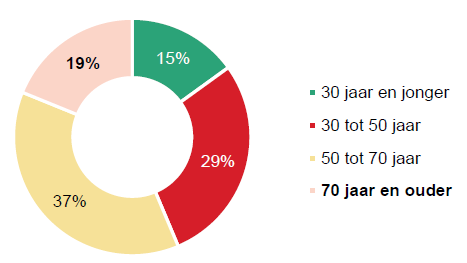 19%
15%
29%
37%
30 jaar en jonger
30 tot 50 jaar
50 tot 70 jaar
70 jaar en ouder